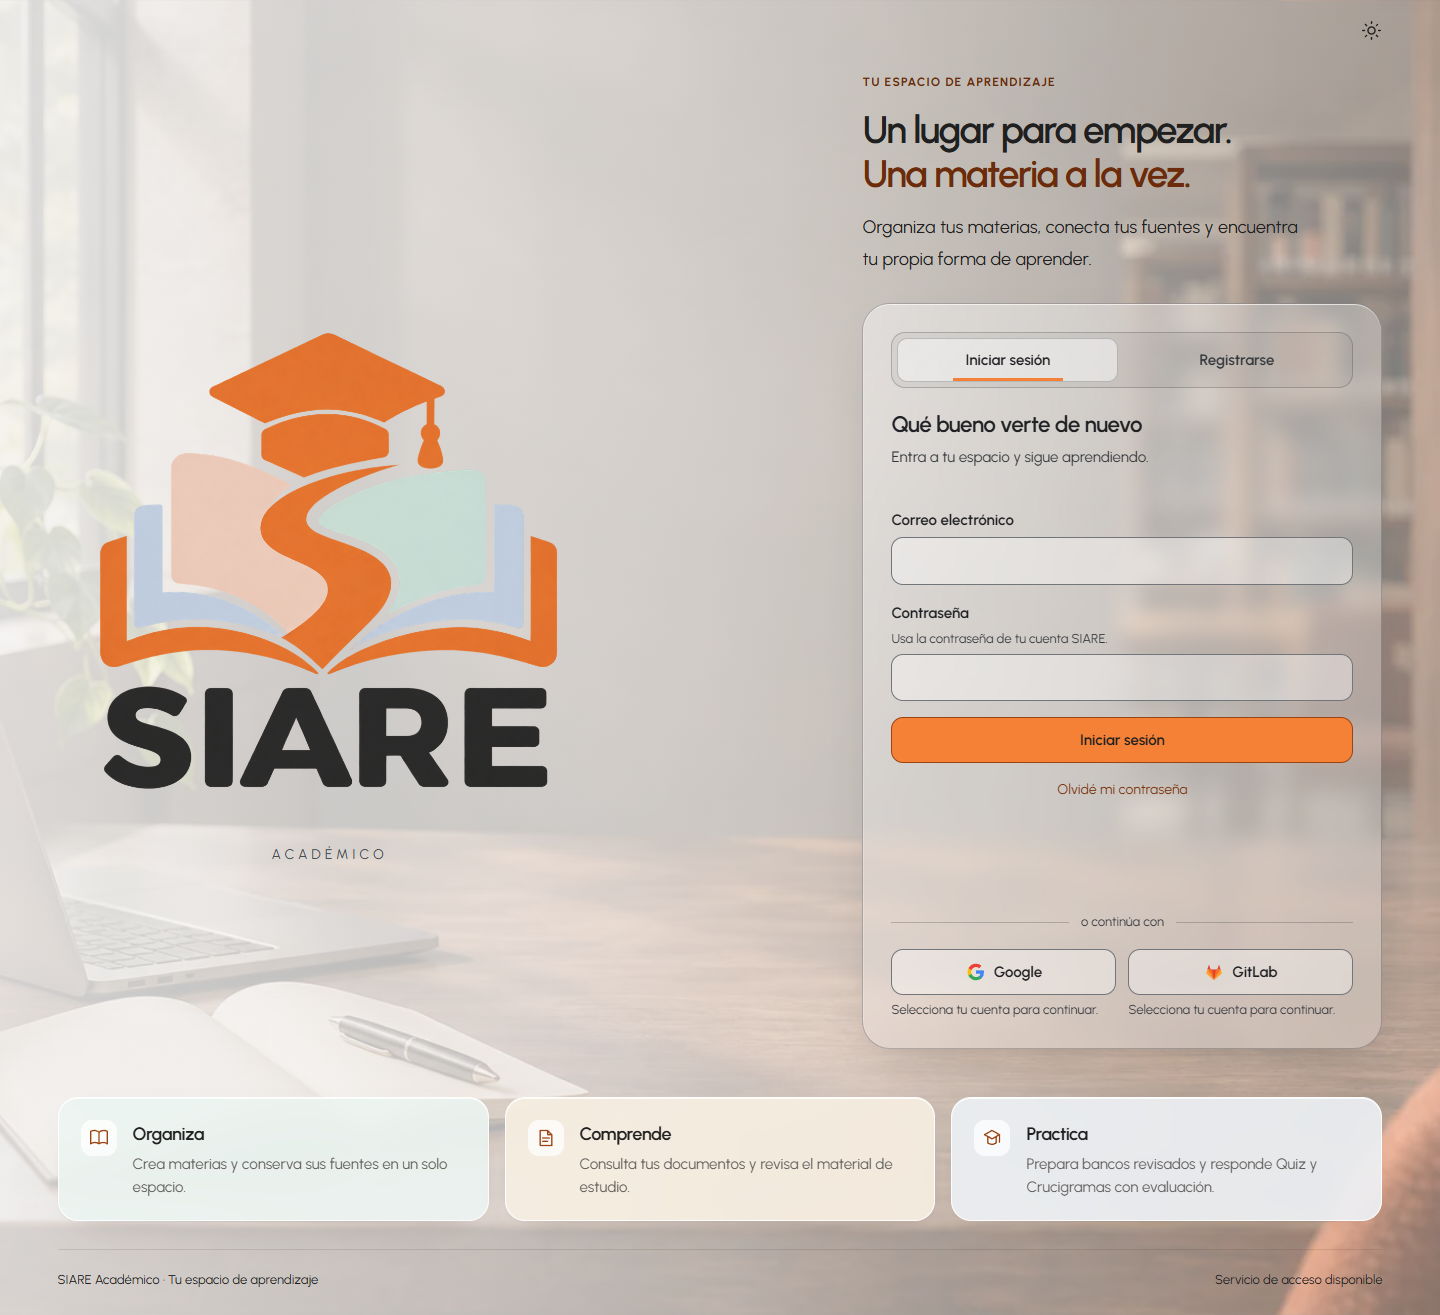 TU ESPACIO DE APRENDIZAJE
Un lugar para empezar.
Una materia a la vez.
Organiza tus materias, conecta tus fuentes y encuentra
tu propia forma de aprender.
SIARE
ACADÉMICO
Iniciar sesión
Registrarse
Qué bueno verte de nuevo
Entra a tu espacio y sigue aprendiendo.
Correo electrónico
Contraseña
Usa la contraseña de tu cuenta SIARE.
Iniciar sesión
Olvidé mi contraseña
o continúa con
Google
GitLab
Selecciona tu cuenta para continuar.
Selecciona tu cuenta para continuar.
Organiza
Crea materias y conserva sus fuentes en un solo
espacio.
Comprende
Consulta tus documentos y revisa el material de
estudio.
Practica
Prepara bancos revisados y responde Quiz y
Crucigramas con evaluación.
SIARE Académico · Tu espacio de aprendizaje
Servicio de acceso disponible